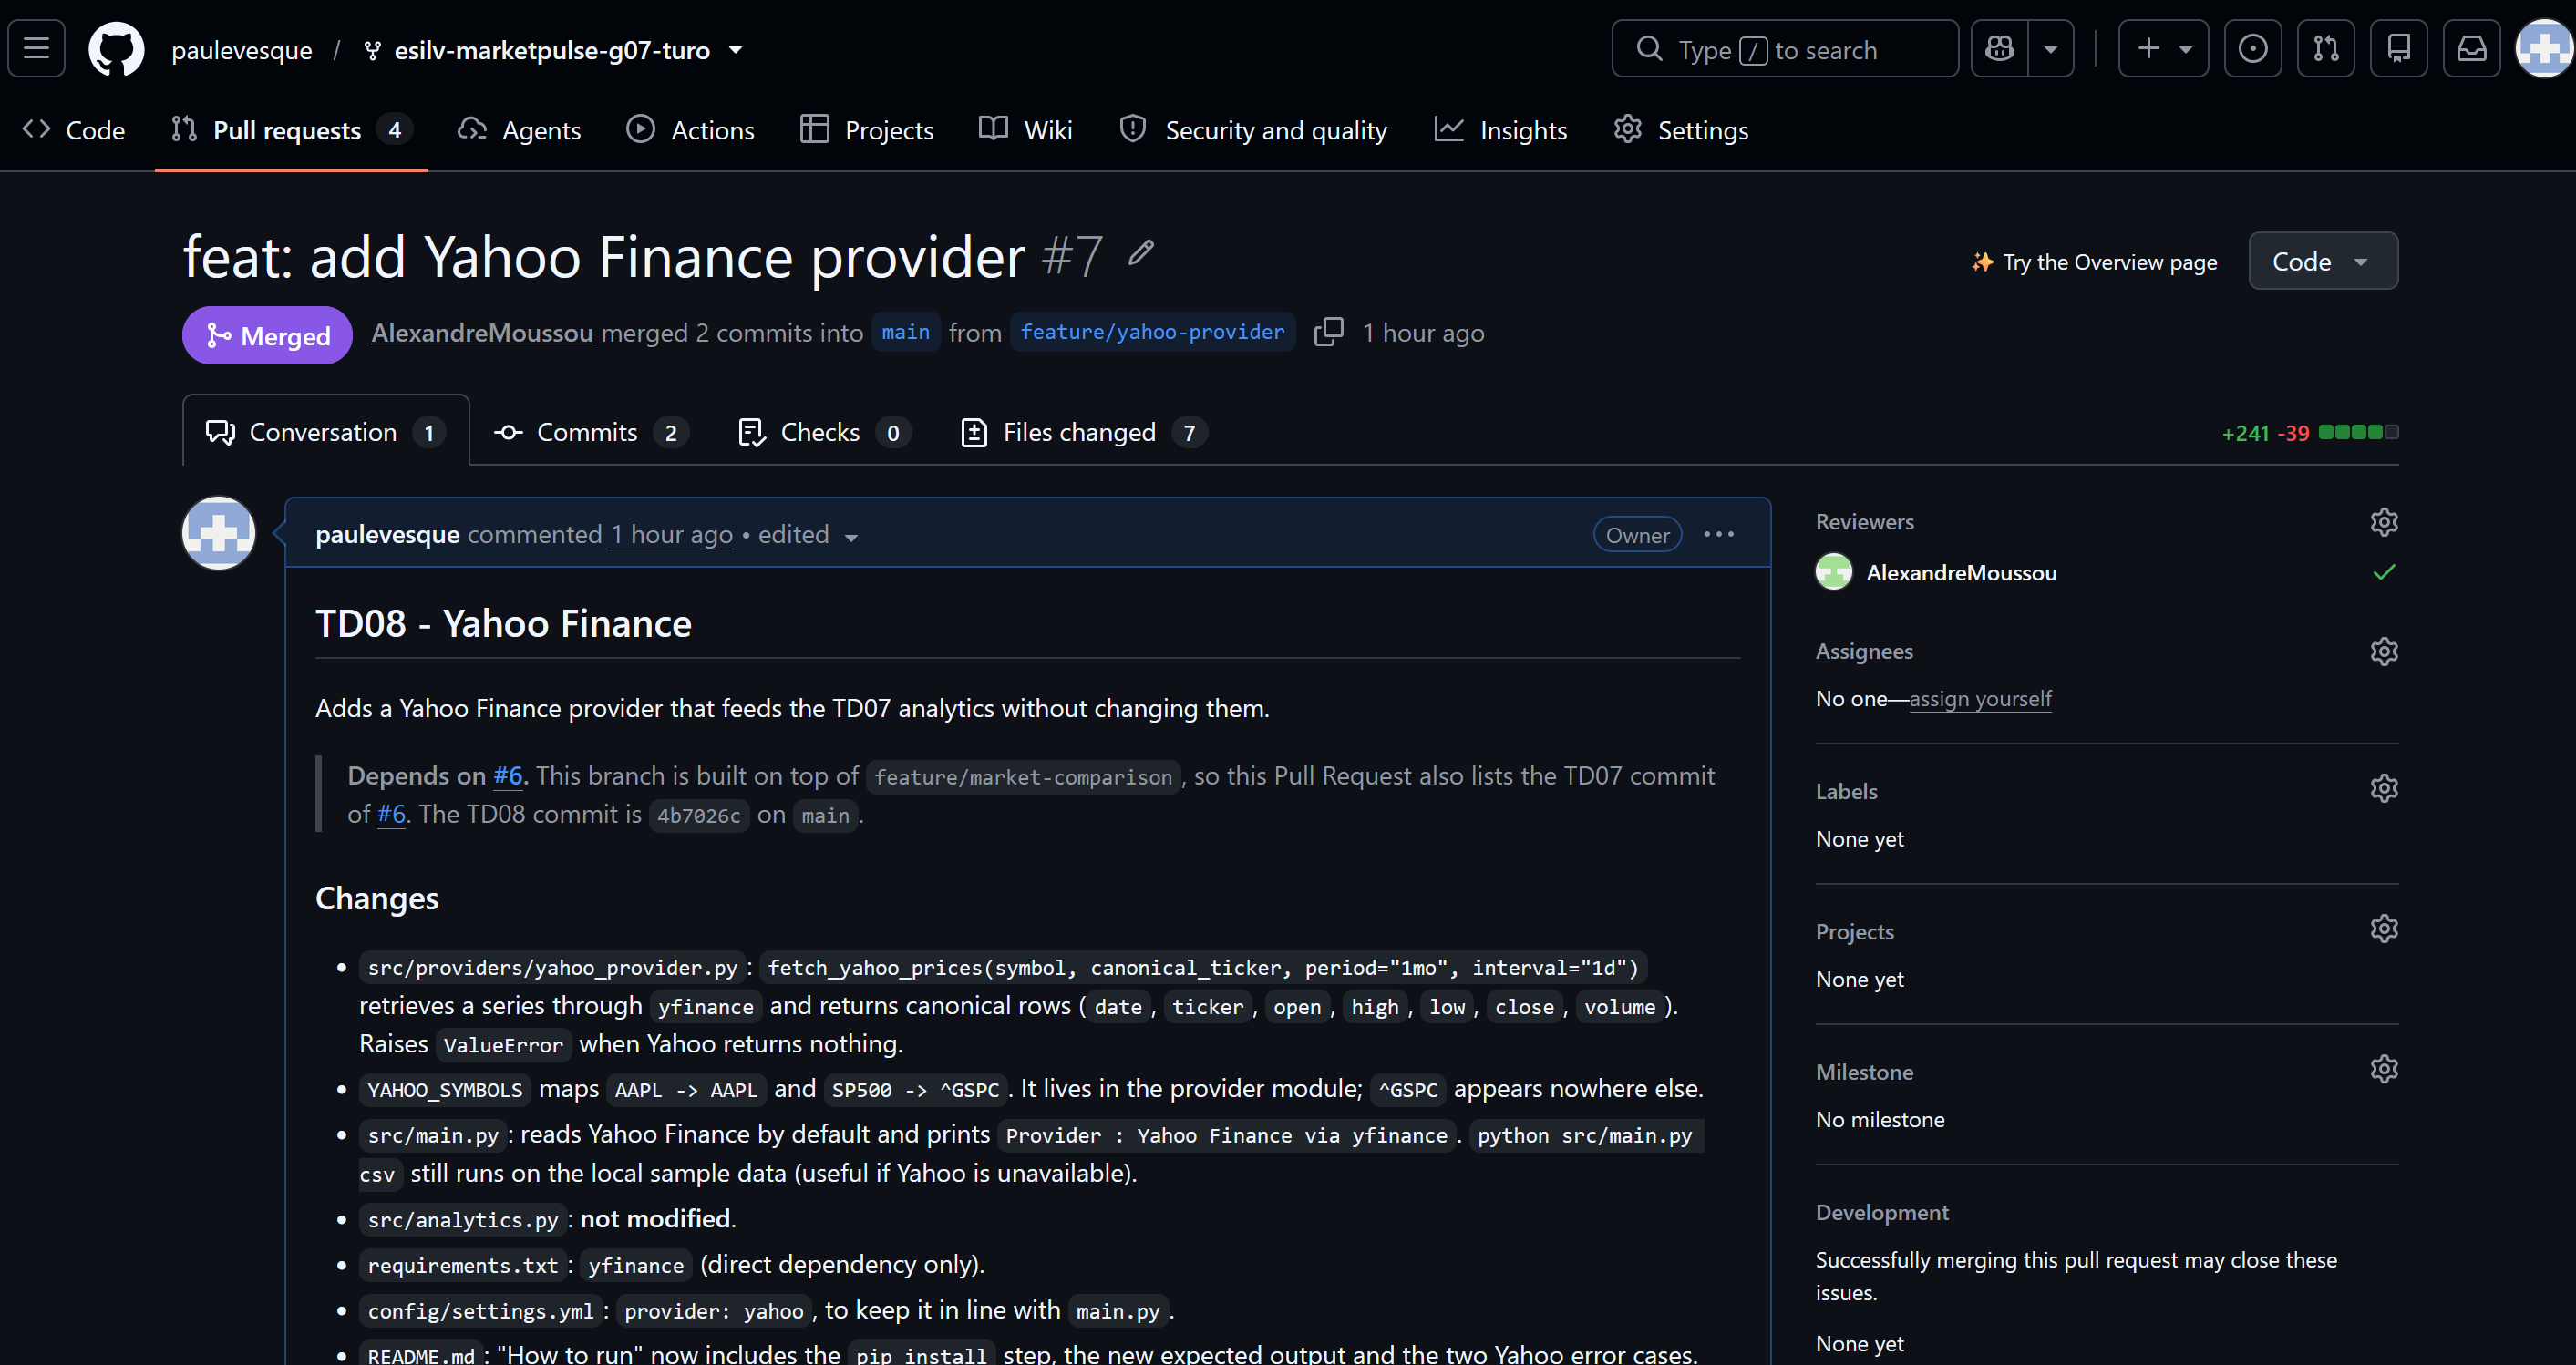 paulevesque / esilv-marketpulse-g07-turo
Type / to search
Code
Pull requests 4
Agents
Actions
Projects
Wiki
Security and quality
Insights
Settings
feat: add Yahoo Finance provider #7
Try the Overview page
Code
Merged
AlexandreMoussou merged 2 commits into main from feature/yahoo-provider 1 hour ago
Conversation 1
Commits 2
Checks 0
Files changed 7
+241 -39
paulevesque commented 1 hour ago • edited
Owner
TD08 - Yahoo Finance
Adds a Yahoo Finance provider that feeds the TD07 analytics without changing them.
Depends on #6. This branch is built on top of feature/market-comparison, so this Pull Request also lists the TD07 commit
of #6. The TD08 commit is 4b7026c on main.
Changes
• src/providers/yahoo_provider.py: fetch_yahoo_prices(symbol, canonical_ticker, period="1mo", interval="1d")
retrieves a series through yfinance and returns canonical rows (date, ticker, open, high, low, close, volume).
Raises ValueError when Yahoo returns nothing.
• YAHOO_SYMBOLS maps AAPL -> AAPL and SP500 -> ^GSPC. It lives in the provider module; ^GSPC appears nowhere else.
• src/main.py: reads Yahoo Finance by default and prints Provider : Yahoo Finance via yfinance. python src/main.py
csv still runs on the local sample data (useful if Yahoo is unavailable).
• src/analytics.py: not modified.
• requirements.txt: yfinance (direct dependency only).
• config/settings.yml: provider: yahoo, to keep it in line with main.py.
• README.md: "How to run" now includes the pip install step, the new expected output and the two Yahoo error cases.
Reviewers
AlexandreMoussou
Assignees
No one—assign yourself
Labels
None yet
Projects
None yet
Milestone
No milestone
Development
Successfully merging this pull request may close these
issues.
None yet